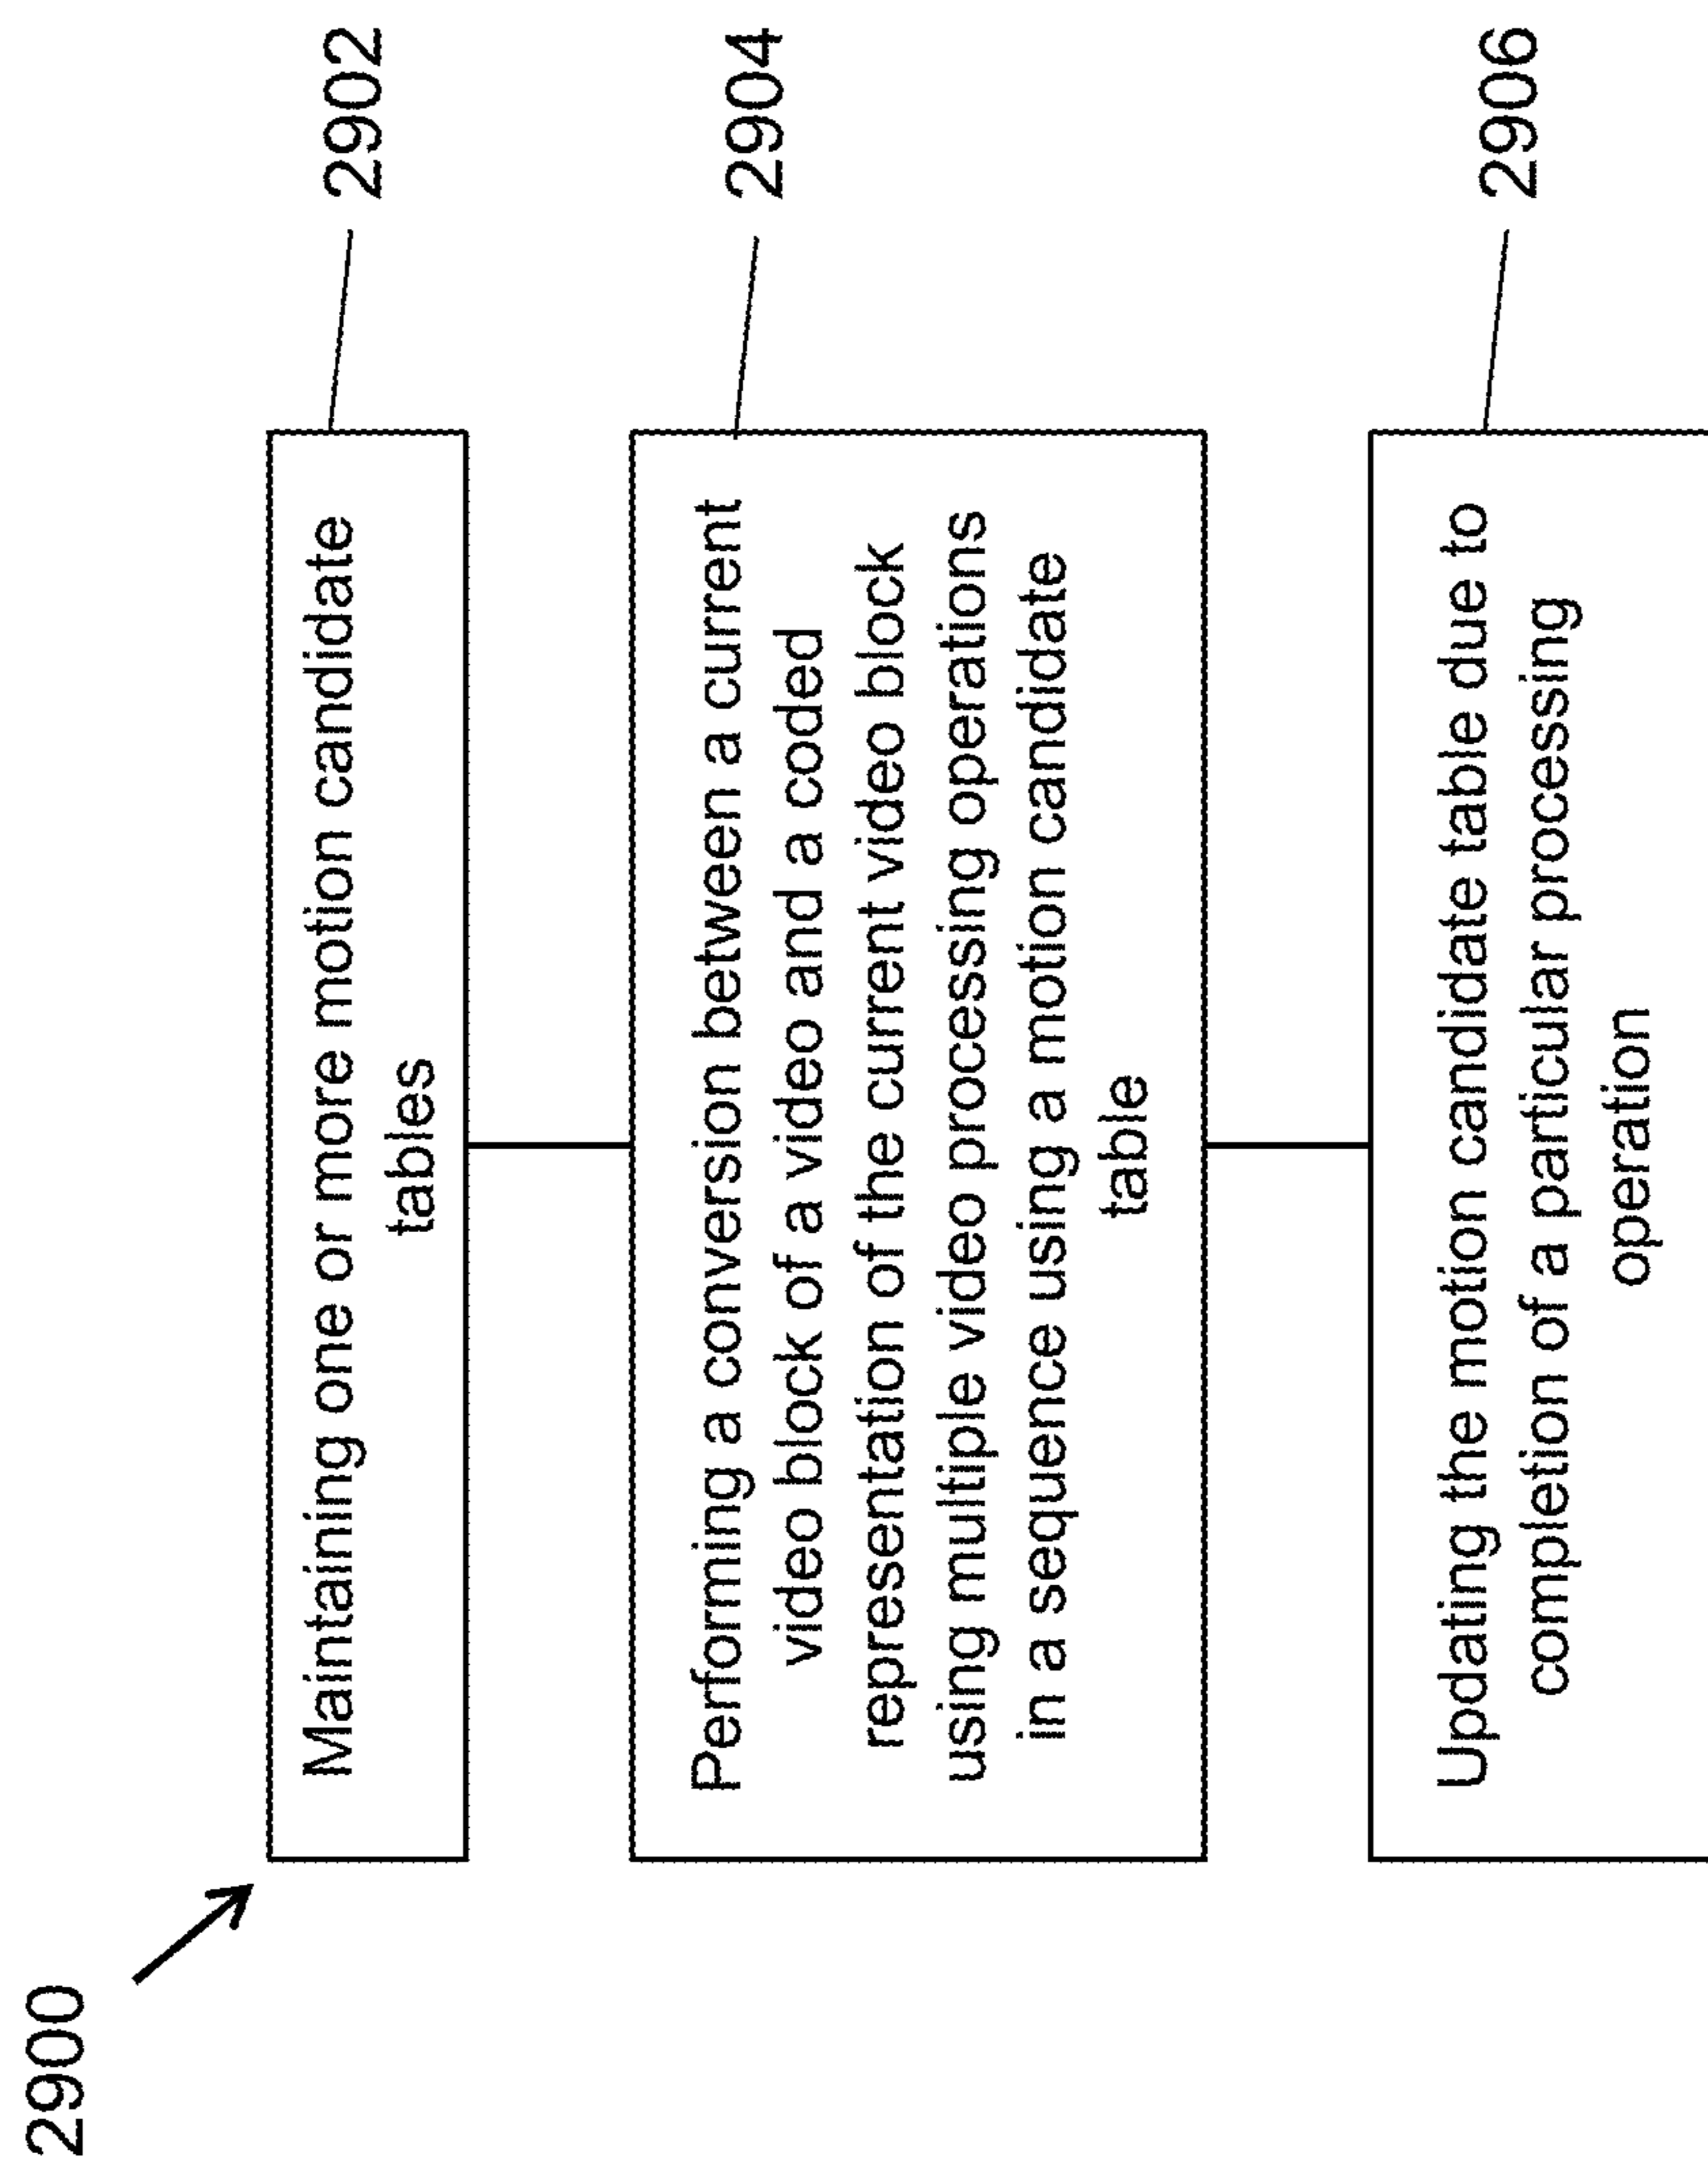 2900
Maintaining one or more motion candidate
tables
2902
Performing a conversion between a current
video block of a video and a coded
representation of the current video block
using multiple video processing operations
in a sequence using a motion candidate
table
2904
Updating the motion candidate table due to
completion of a particular processing
operation
2906